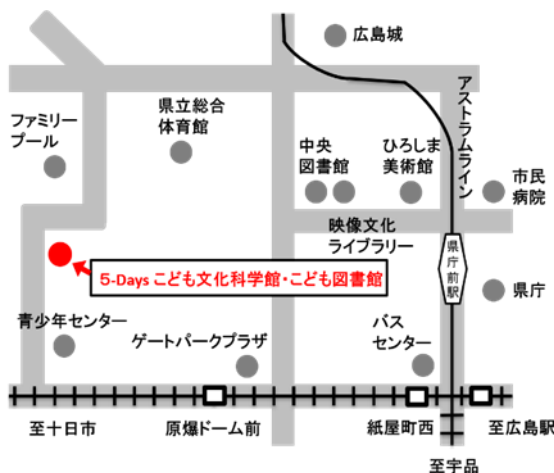 広島城
アストラムライン
県立総合
体育館
ファミリー
プール
中央
図書館
ひろしま
美術館
市民
病院
映像文化
ライブラリー
県庁前駅
5-Days こども文化科学館・こども図書館
県庁
青少年センター
ゲートパークプラザ
バス
センター
至十日市
原爆ドーム前
紙屋町西
至広島駅
至宇品